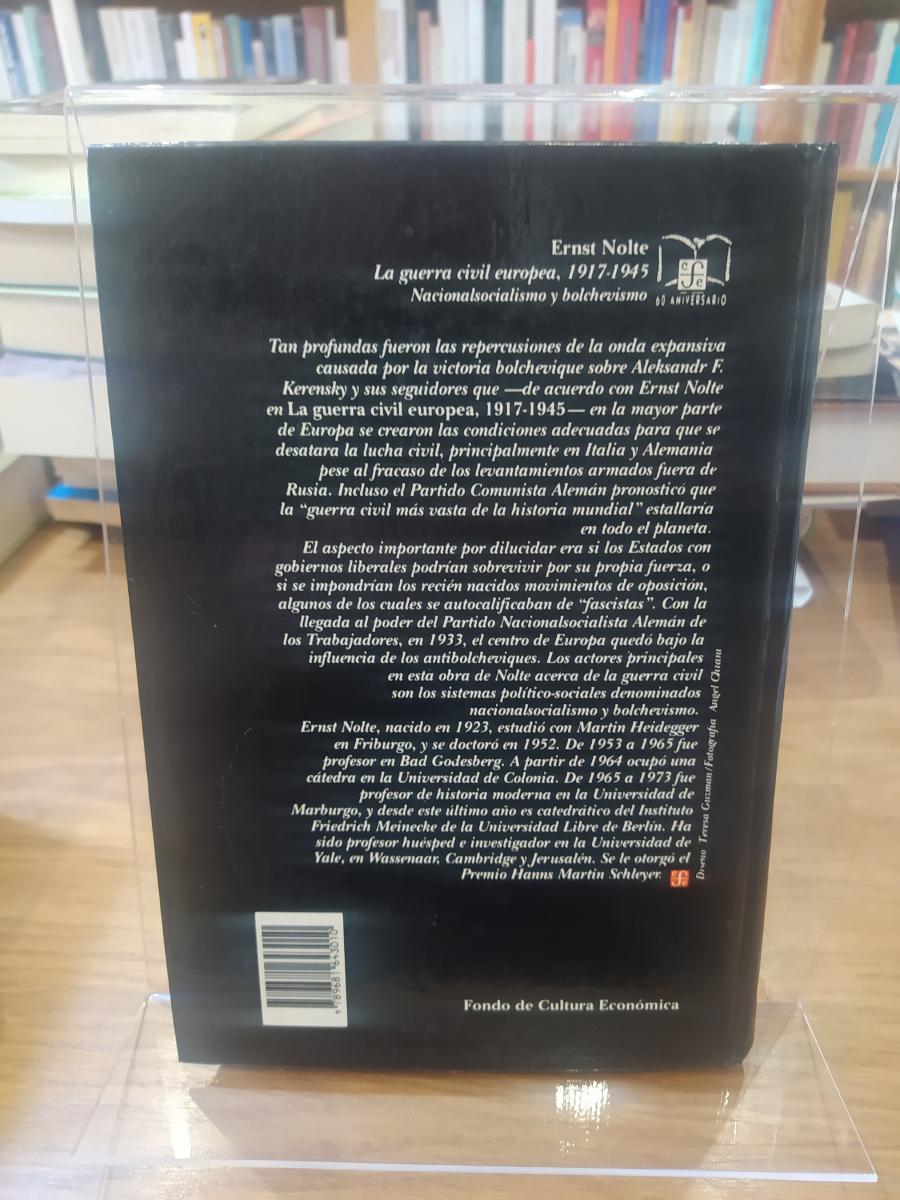 Ernst Nolte
La guerra civil europea, 1917-1945
Nacionalsocialismo y bolchevismo
cfe
60 ANIVERSARIO
Tan profundas fueron las repercusiones de la onda expansiva
causada por la victoria bolchevique sobre Aleksandr F.
Kerensky y sus seguidores que —de acuerdo con Ernst Nolte
en La guerra civil europea, 1917-1945— en la mayor parte
de Europa se crearon las condiciones adecuadas para que se
desatara la lucha civil, principalmente en Italia y Alemania
pese al fracaso de los levantamientos armados fuera de
Rusia. Incluso el Partido Comunista Alemán pronosticó que
la “guerra civil más vasta de la historia mundial” estallaría
en todo el planeta.
El aspecto importante por dilucidar era si los Estados con
gobiernos liberales podrían sobrevivir por su propia fuerza, o
si se impondrían los recién nacidos movimientos de oposición,
algunos de los cuales se autocalificaban de “fascistas”. Con la
llegada al poder del Partido Nacionalsocialista Alemán de
los Trabajadores, en 1933, el centro de Europa quedó bajo la
influencia de los antibolcheviques. Los actores principales
en esta obra de Nolte acerca de la guerra civil
son los sistemas político-sociales denominados
nacionalsocialismo y bolchevismo.
Ernst Nolte, nacido en 1923, estudió con Martin Heidegger
en Friburgo, y se doctoró en 1952. De 1953 a 1965 fue
profesor en Bad Godesberg. A partir de 1964 ocupó una
cátedra en la Universidad de Colonia. De 1965 a 1973 fue
profesor de historia moderna en la Universidad de
Marburgo, y desde este último año es catedrático del Instituto
Friedrich Meinecke de la Universidad Libre de Berlín. Ha
sido profesor huésped e investigador en la Universidad de
Yale, en Wassenaar, Cambridge y Jerusalén. Se le otorgó el
Premio Hanns Martin Schleyer. cfe
Diseño Teresa Guzmán/Fotografía Angel Chiani
9 789681 643010
Fondo de Cultura Económica